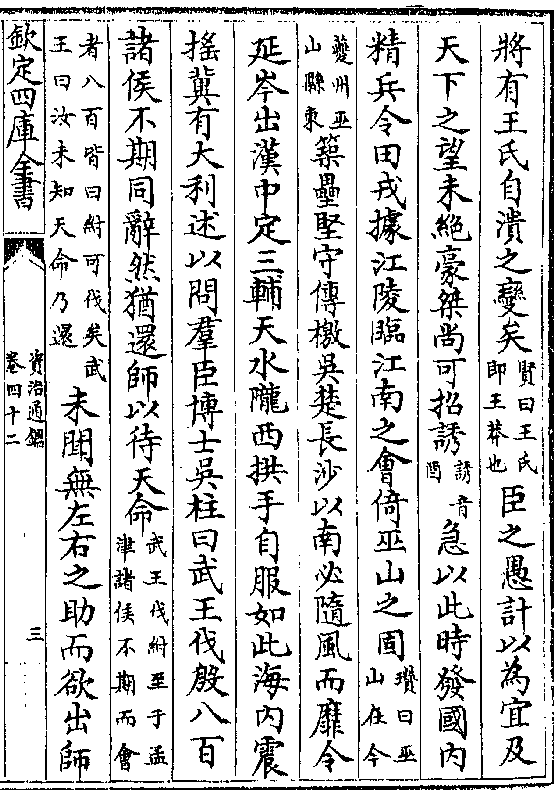 將有王氏自潰之變矣賢曰王氏即王莽也臣之愚計以為宜及
天下之望未絶豪桀尚可招誘誘音酉急以此時發國内
精兵令田戎據江陵臨江南之會倚巫山之固瓚曰巫山在今
夔州巫山縣東築壘堅守傳檄吳楚長沙以南必隨風而靡令
延岑出漢中定三輔天水隴西拱手自服如此海内震
搖冀有大利述以問羣臣博士吳柱曰武王伐殷八百
諸侯不期同辭然猶還師以待天命武王伐紂至于孟津諸侯不期而會
者八百皆曰紂可伐矣武王曰汝未知天命乃還未聞無左右之助而欲出師
欽定四庫全書
資治通鑑
卷四十二
三